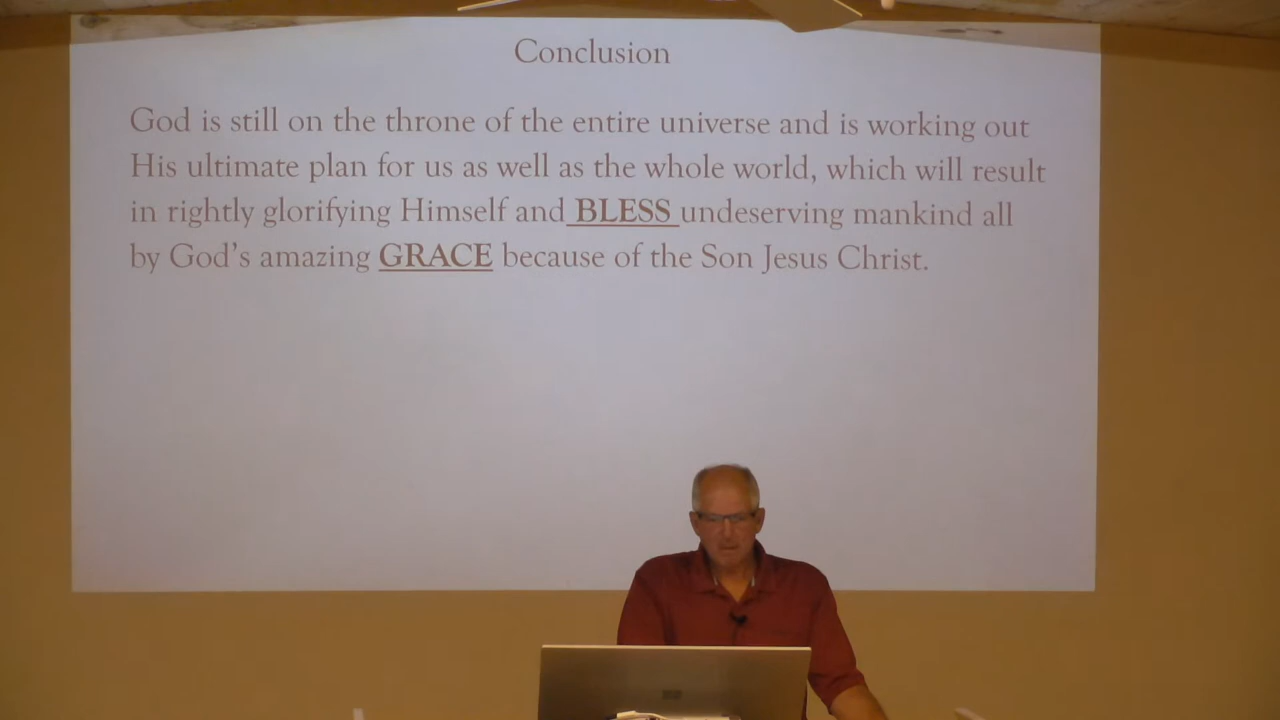 Conclusion
God is still on the throne of the entire universe and is working out
His ultimate plan for us as well as the whole world, which will result
in rightly glorifying Himself and BLESS undeserving mankind all
by God's amazing GRACE because of the Son Jesus Christ.